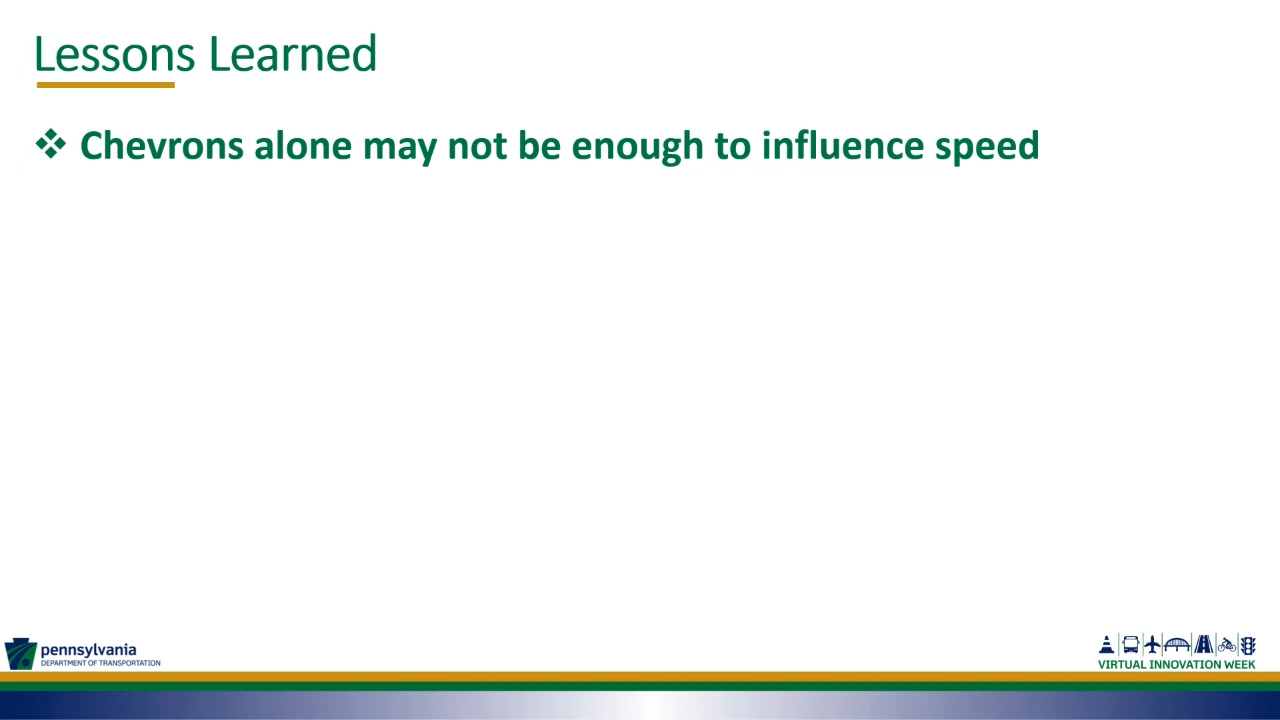 Lessons Learned
❖ Chevrons alone may not be enough to influence speed
pennsylvania
DEPARTMENT OF TRANSPORTATION
VIRTUAL INNOVATION WEEK